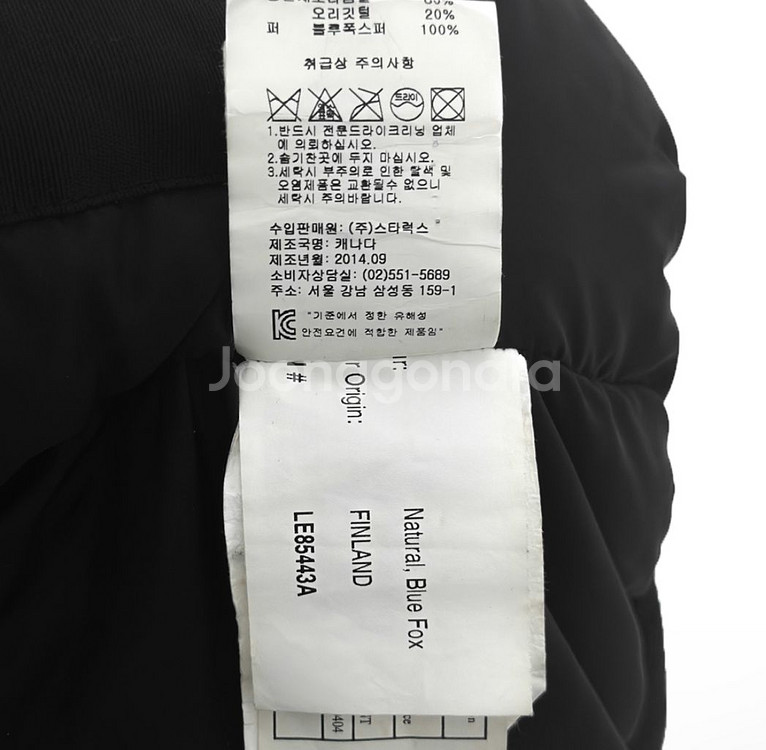 오리깃털 20%
퍼 블루폭스퍼 100%
취급상 주의사항
드라이
1.반드시 전문드라이크리닝 업체
에 의뢰하십시오.
2.습기찬곳에 두지 마십시오.
3.세탁시 부주의로 인한 탈색 및
오염제품은 교환될수 없으니
세탁시 주의바랍니다.
수입판매원: (주)스타럭스
제조국명: 캐나다
제조년월: 2014.09
소비자상담실: (02)551-5689
주소: 서울 강남 삼성동 159-1
"기준에서 정한 유해성
안전요건에 적합한 제품임"
Joonagonara
Natural, Blue Fox
r Origin: FINLAND
# LE85443A
404